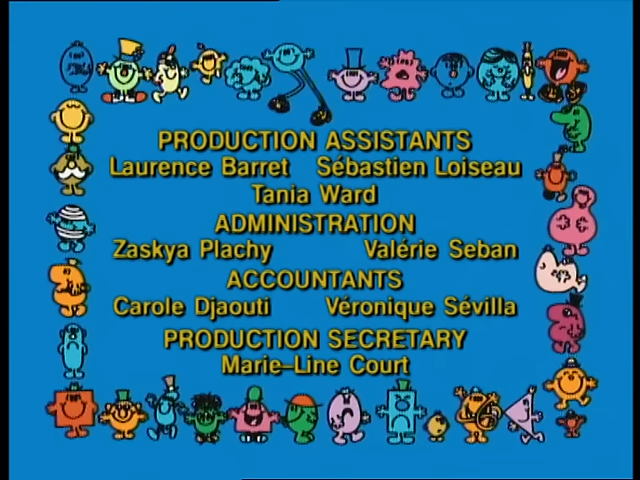 PRODUCTION ASSISTANTS
Laurence Barret Sébastien Loiseau
Tania Ward
ADMINISTRATION
Zaskya Plachy Valérie Seban
ACCOUNTANTS
Carole Djaouti Véronique Sévilla
PRODUCTION SECRETARY
Marie-Line Court